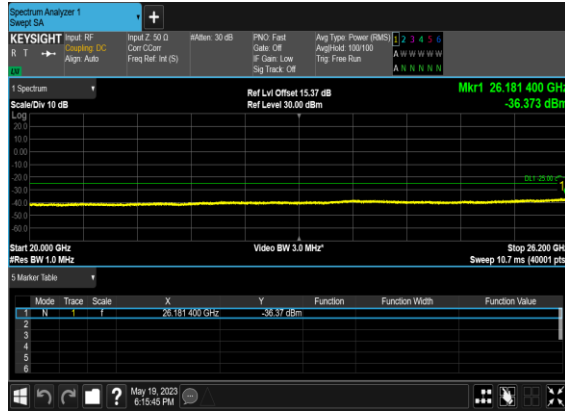 Spectrum Analyzer 1
Swept SA
+
KEYSIGHT Input: RF Input Z: 50 Ω #Atten: 30 dB PNO: Fast Avg Type: Power (RMS) 1 2 3 4 5 6
R T Coupling: DC Corr CCorr Gate: Off Avg|Hold: 100/100 A W W W W W
Align: Auto Freq Ref: Int (S) IF Gain: Low Trig: Free Run
Sig Track: Off A N N N N N
1 Spectrum Ref Lvl Offset 15.37 dB Mkr1 26.181 400 GHz
Scale/Div 10 dB Ref Level 30.00 dBm -36.373 dBm
Log
20.0
10.0
0.00
-10.0
-20.0 DL1 -25.00
-30.0 1
-40.0
-50.0
-60.0
Start 20.000 GHz Video BW 3.0 MHz* Stop 26.200 GHz
#Res BW 1.0 MHz Sweep 10.7 ms (40001 pts
5 Marker Table
Mode Trace Scale X Y Function Function Width Function Value
1 N 1 f 26.181 400 GHz -36.37 dBm
2
3
4
5
6
? May 19, 2023
6:15:45 PM